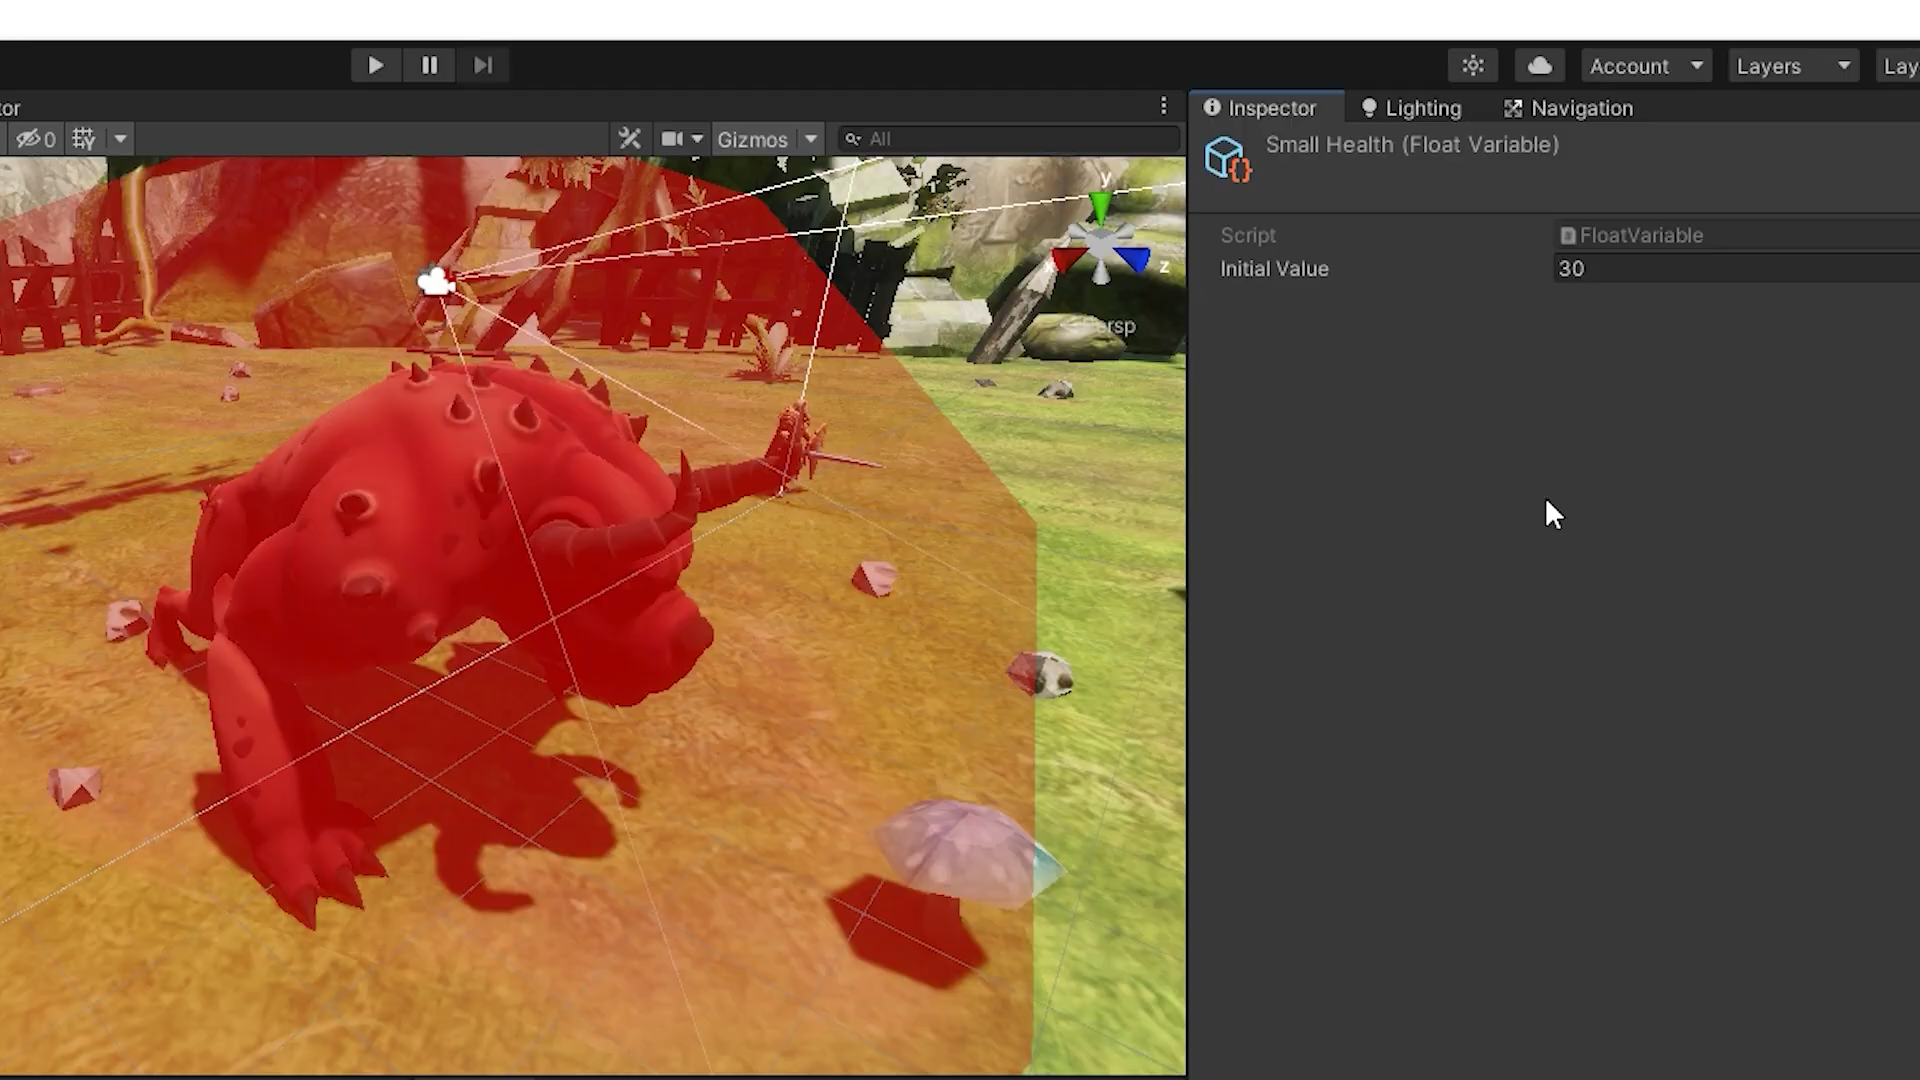 Account
Layers
Lay
tor
Inspector
Lighting
Navigation
0
Gizmos
All
Small Health (Float Variable)
Script
FloatVariable
Initial Value
30
y
z
Persp